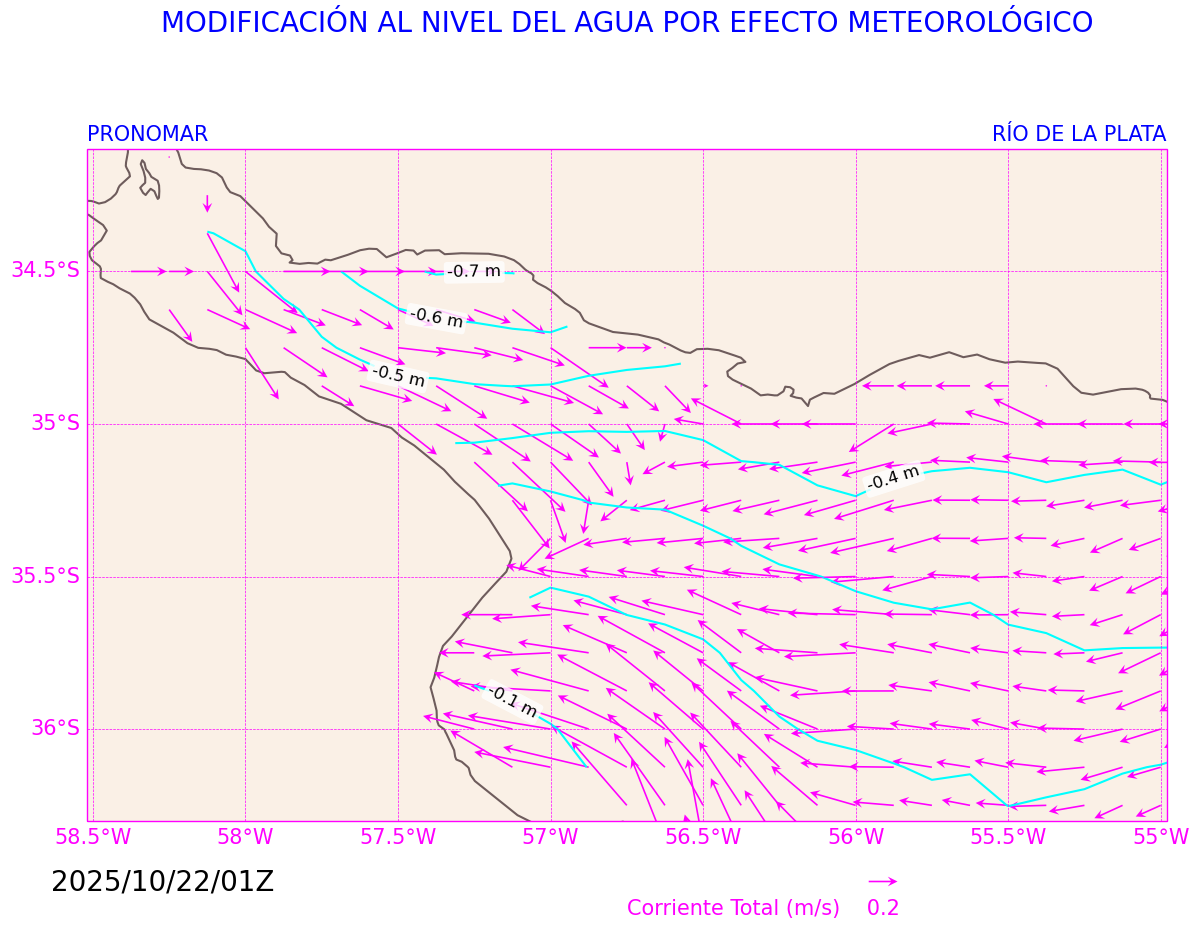 MODIFICACIÓN AL NIVEL DEL AGUA POR EFECTO METEOROLÓGICO
PRONOMAR
RÍO DE LA PLATA
-0.7 m
34.5°S
-0.6 m
-0.5 m
35°S
-0.4 m
35.5°S
-0.1 m
36°S
58.5°W
58°W
57.5°W
57°W
56.5°W
56°W
55.5°W
55°W
2025/10/22/01Z
Corriente Total (m/s)
0.2